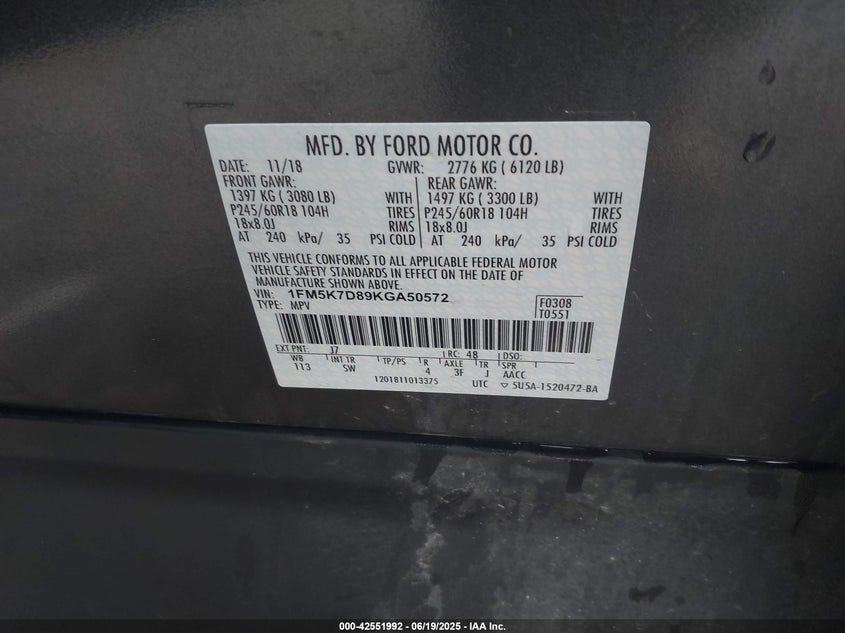 MFD. BY FORD MOTOR CO.
DATE: 11/18 GVWR: 2776 KG ( 6120 LB)
FRONT GAWR: REAR GAWR:
1397 KG ( 3080 LB) WITH 1497 KG ( 3300 LB) WITH
P245/60R18 104H TIRES P245/60R18 104H TIRES
18x8.0J RIMS 18x8.0J RIMS
AT 240 kPa/ 35 PSI COLD AT 240 kPa/ 35 PSI COLD
THIS VEHICLE CONFORMS TO ALL APPLICABLE FEDERAL MOTOR
VEHICLE SAFETY STANDARDS IN EFFECT ON THE DATE OF
MANUFACTURE SHOWN ABOVE.
VIN: 1FM5K7D89KGA50572 F0308
TYPE: MPV T0551
EXT PNT: J7 RC: 48 DSO:
WB INT TR TP/PS R AXLE TR SPR
113 SW 4 3F J AACC
1201811013375 UTC ▽ 5U5A-1520472-BA
000-42551992 - 06/19/2025 - IAA Inc.